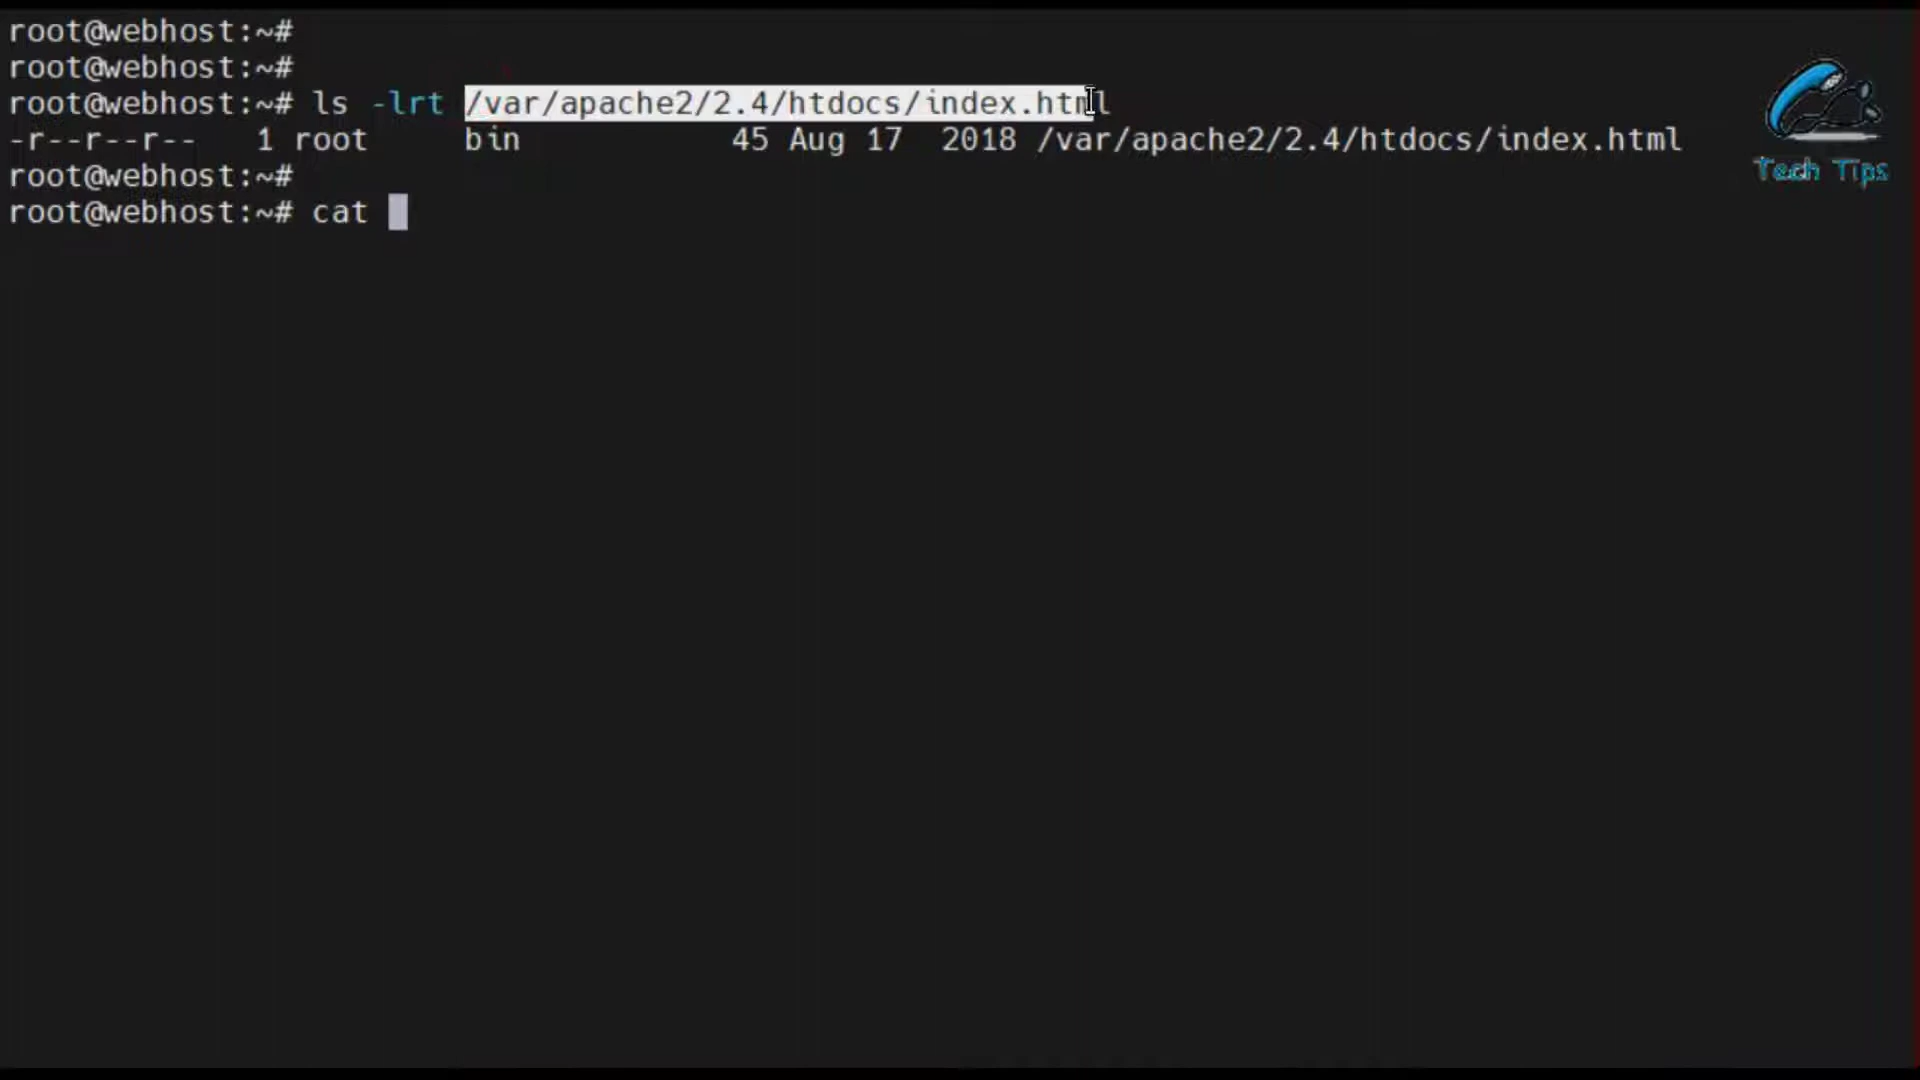 root@webhost:~#
root@webhost:~#
root@webhost:~# ls -lrt /var/apache2/2.4/htdocs/index.html
-r--r--r--   1 root     bin           45 Aug 17  2018 /var/apache2/2.4/htdocs/index.html
Tech Tips
root@webhost:~#
root@webhost:~# cat